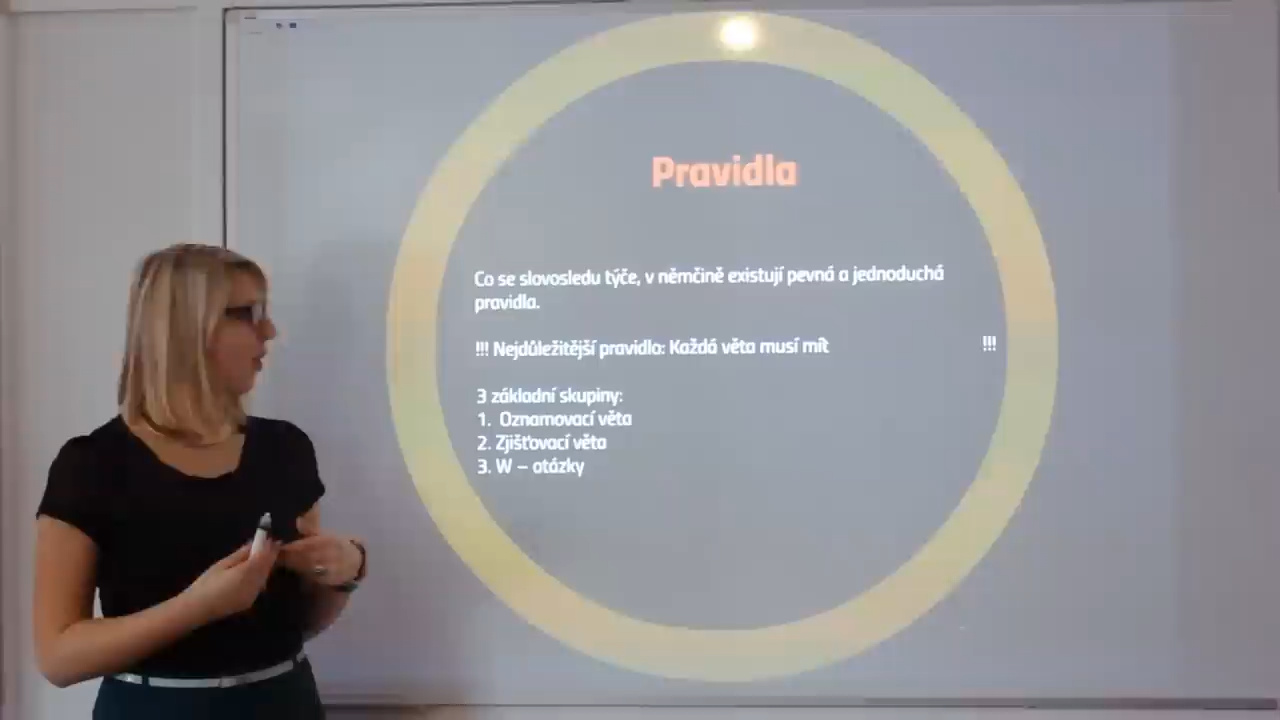 Pravidla
Co se slovosledu týče, v němčině existují pevná a jednoduchá
pravidla.
!!! Nejdůležitější pravidlo: Každá věta musí mít !!!
3 základní skupiny:
1. Oznamovací věta
2. Zjišťovací věta
3. W – otázky